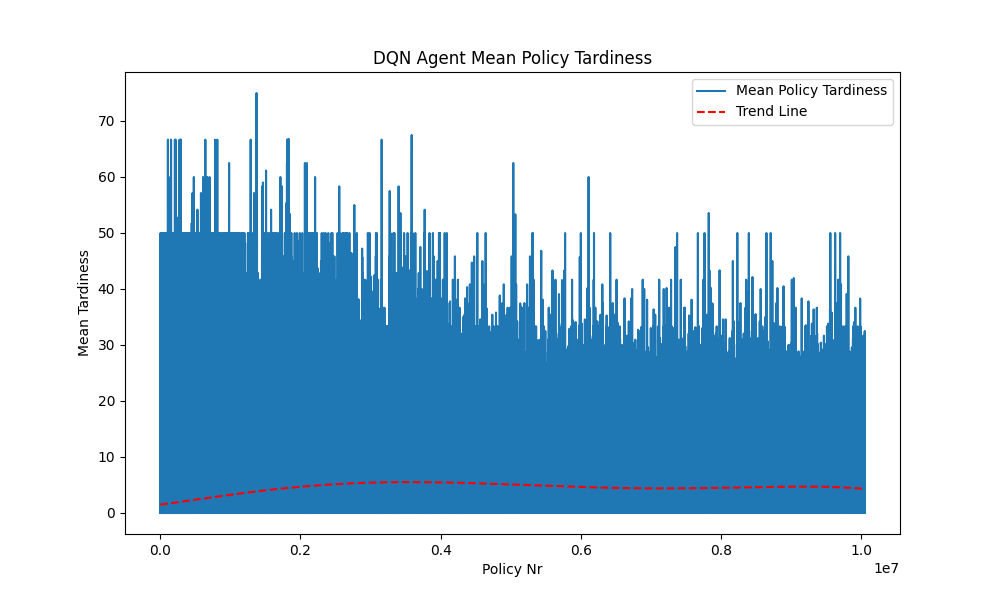 DQN Agent Mean Policy Tardiness
Mean Policy Tardiness
Trend Line
Mean Tardiness
70
60
50
40
30
20
10
0
0.0 0.2 0.4 0.6 0.8 1.0
1e7
Policy Nr